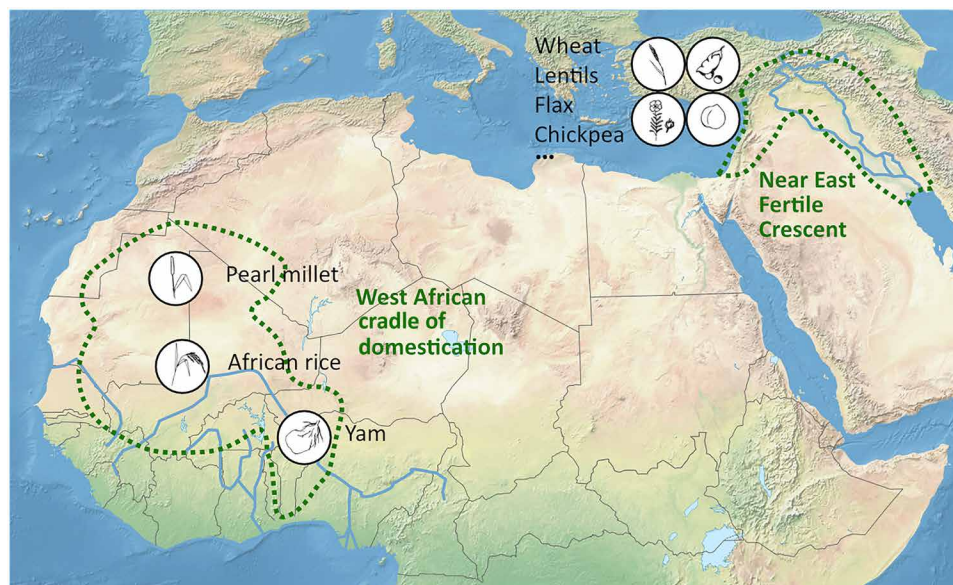 Wheat
Lentils
Flax
Chickpea
...
Near East
Fertile
Crescent
Pearl millet
West African
cradle of
domestication
African rice
Yam